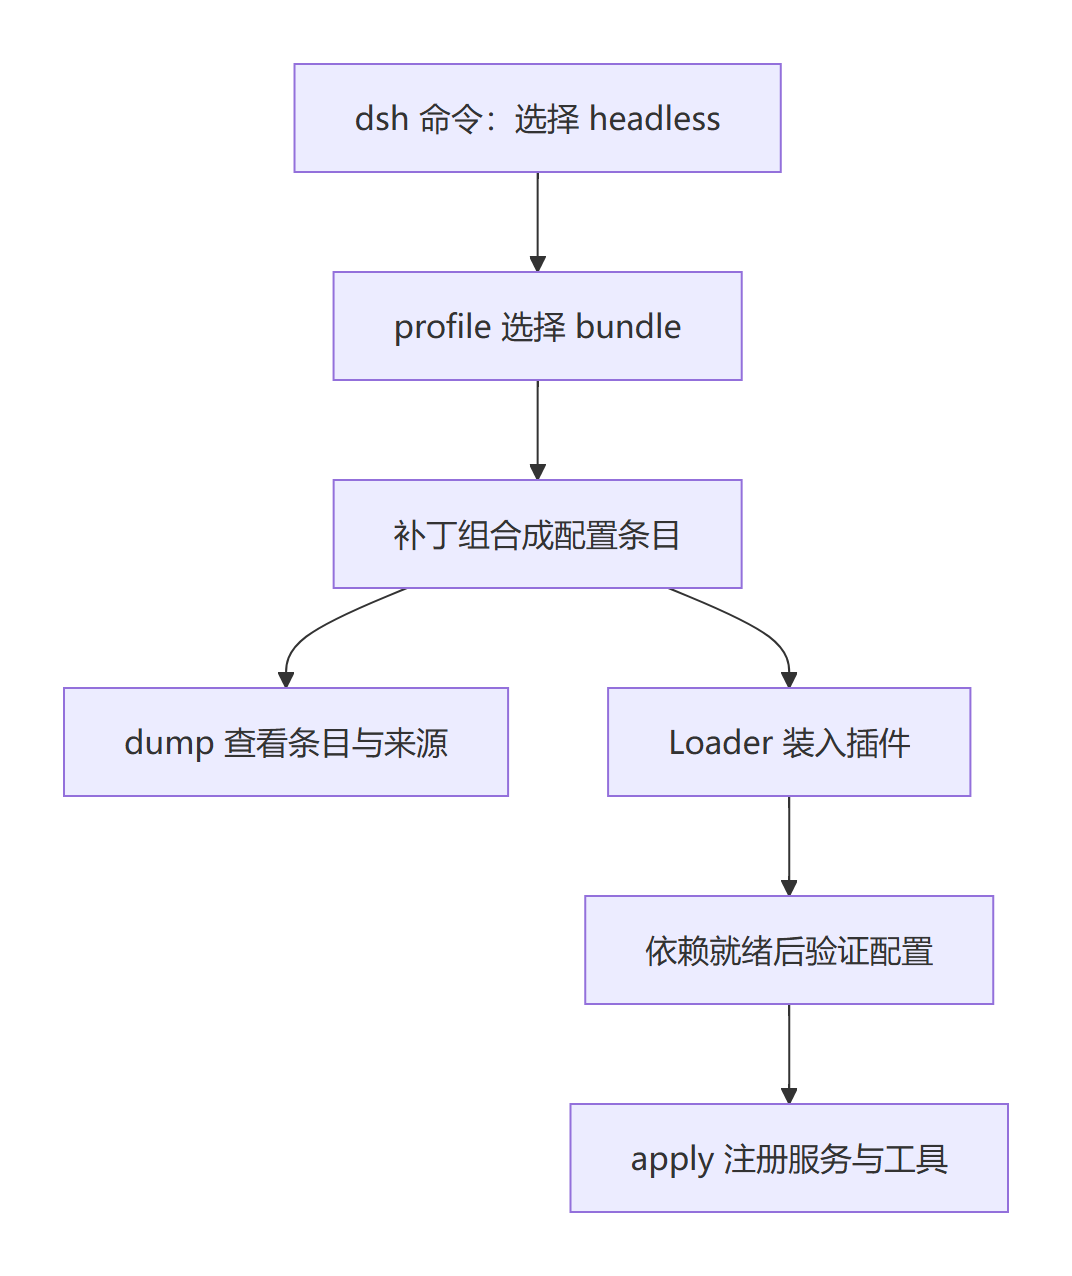 dsh 命令：选择 headless
profile 选择 bundle
补丁组合成配置条目
dump 查看条目与来源
Loader 装入插件
依赖就绪后验证配置
apply 注册服务与工具